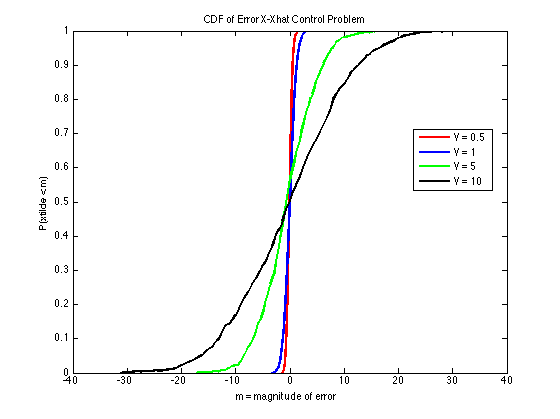 CDF of Error X-Xhat Control Problem
1
0.9
0.8
0.7
0.6
0.5
0.4
0.3
0.2
0.1
0
P(xtilde < m)
V = 0.5
V = 1
V = 5
V = 10
-40 -30 -20 -10 0 10 20 30 40
m = magnitude of error